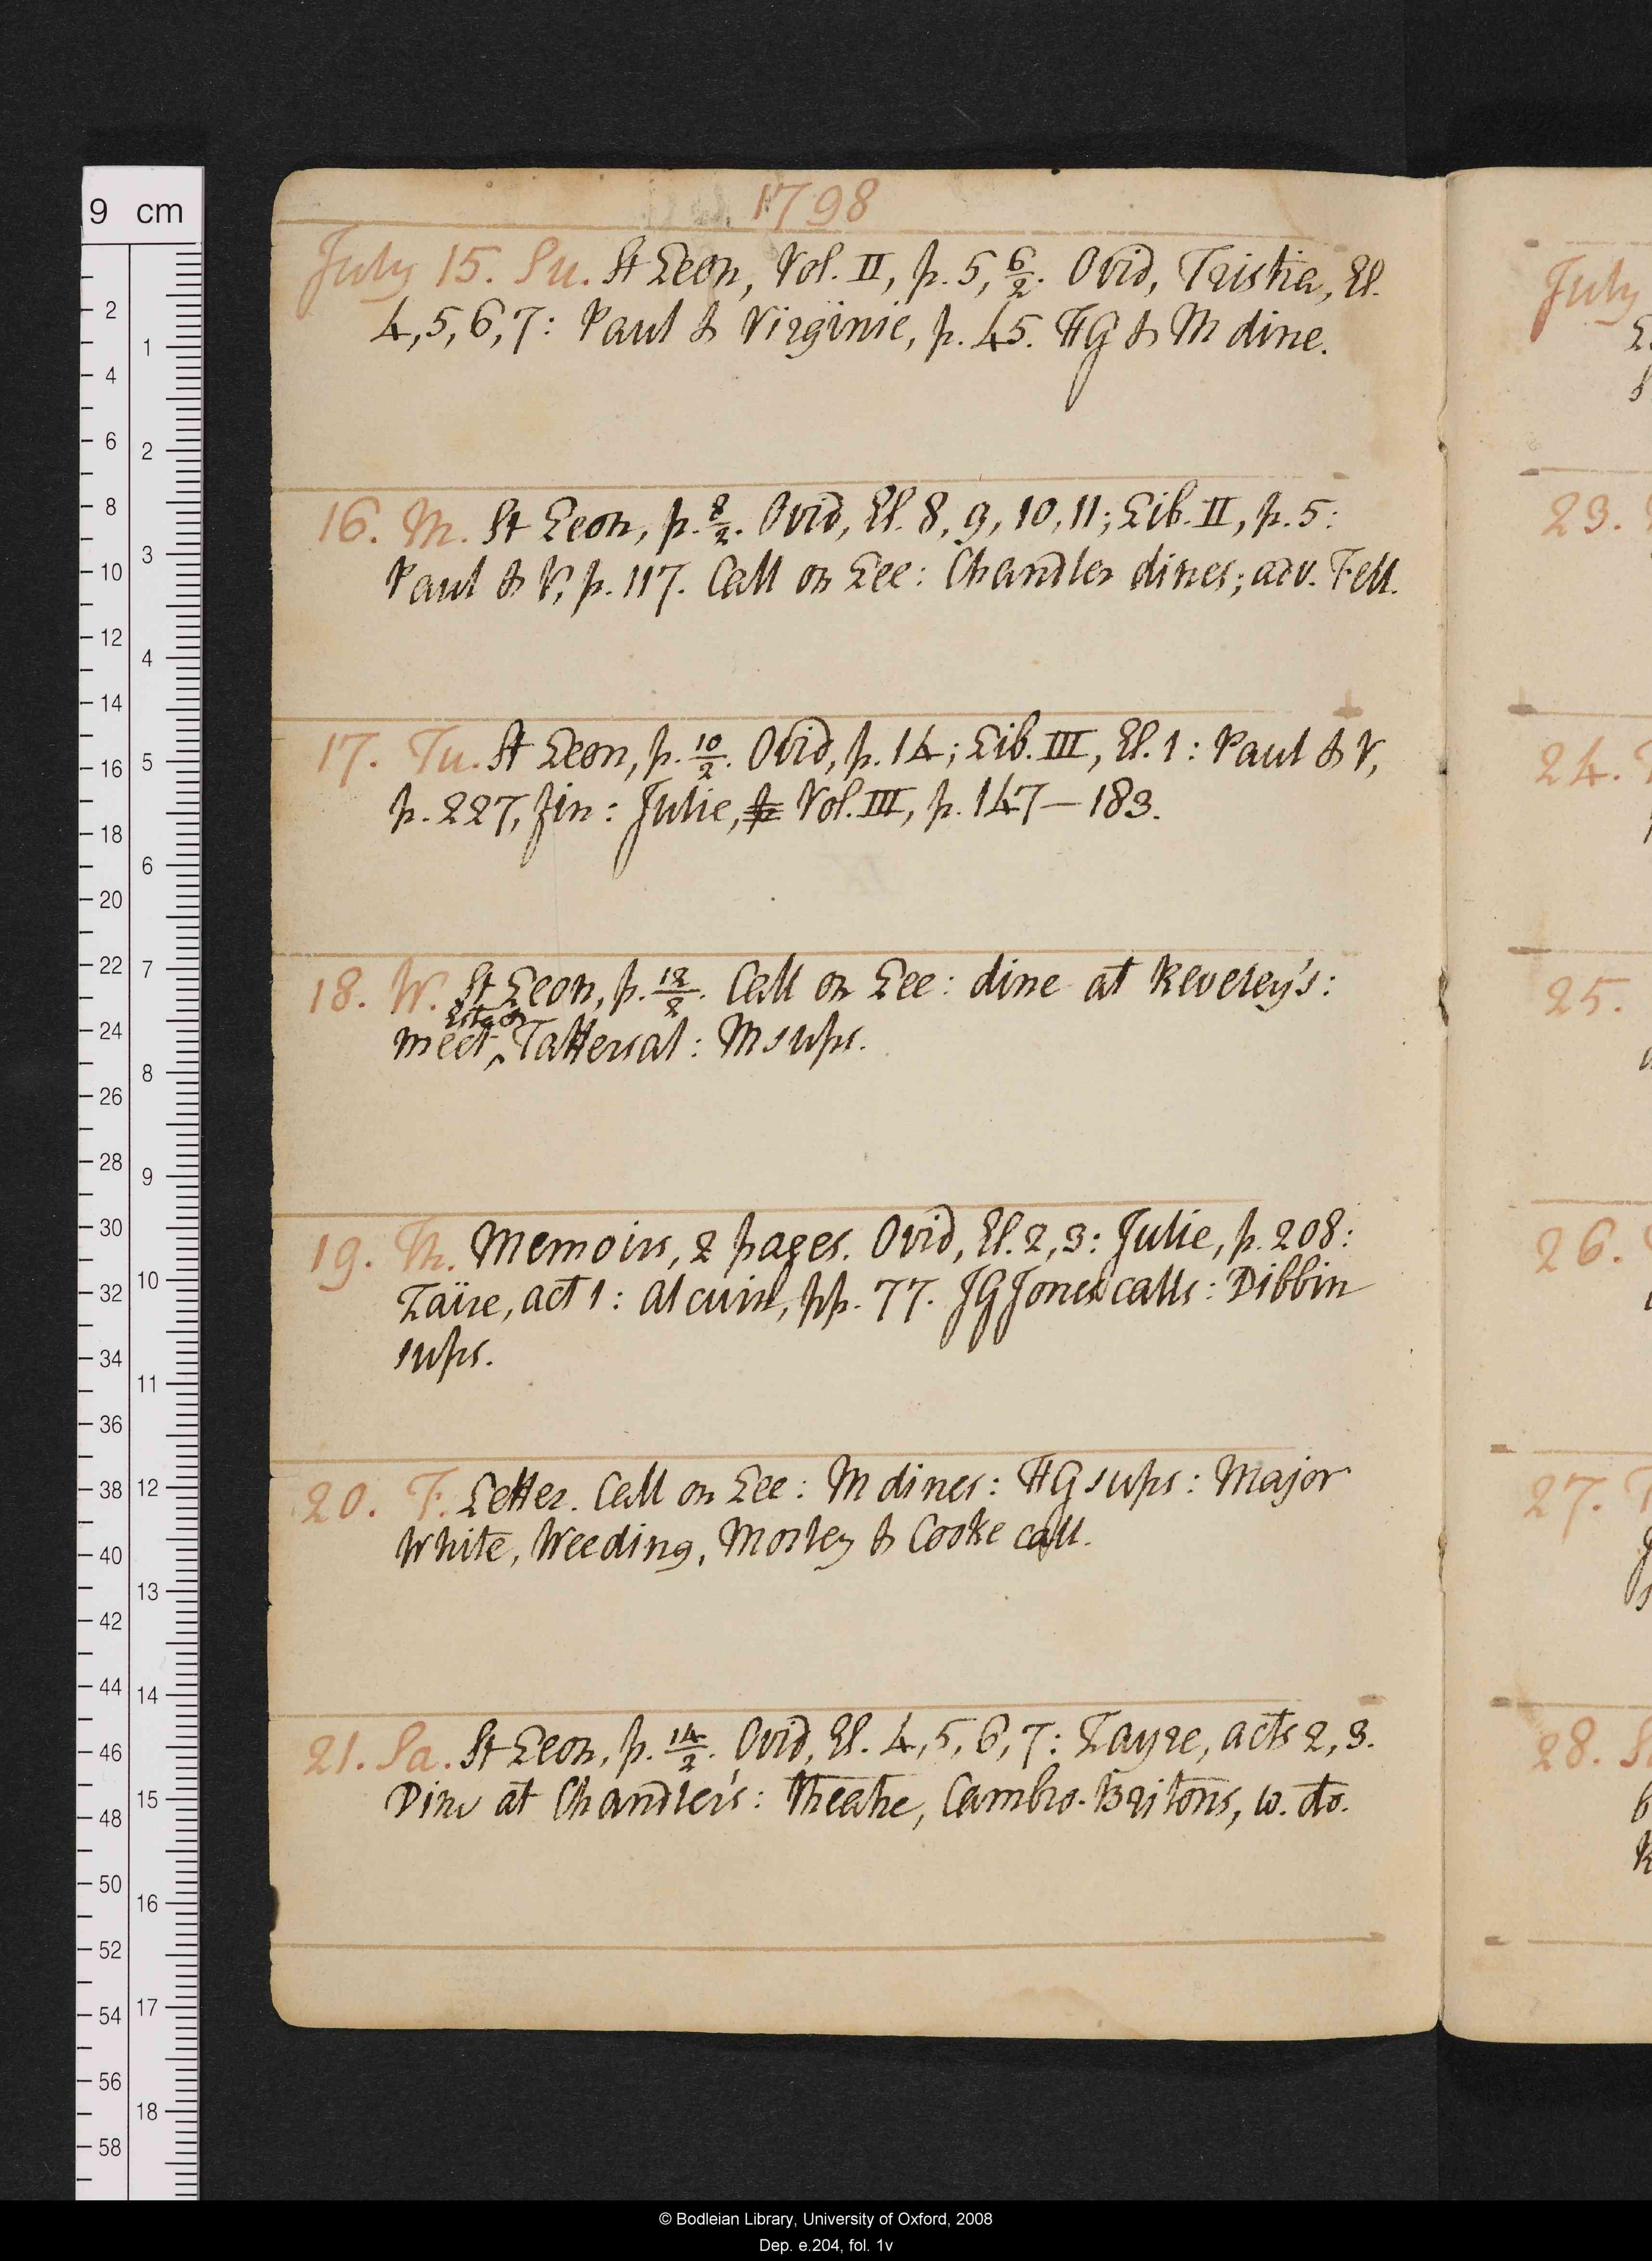 9 cm
1798
July 15. Su. St Leon, Vol. II, p. 5, 6/2. Ovid, Tristia, El.
4, 5, 6, 7: Paul & Virginie, p. 45. HG & M dine.
16. M. St Leon, p. 8/2. Ovid, El. 8, 9, 10, 11; Lib. II, p. 5:
Paul & V, p. 117. Call on Lee: Chandler dines; adv. Fell.
17. Tu. St Leon, p. 10/2. Ovid, p. 14; Lib. III, El. 1: Paul & V,
p. 227, fin: Julie, p Vol. III, p. 147—183.
18. W. St Leon, p. 12/2. Call on Lee: dine at Reveley's:
meet Tattersal: M sups.
19. Th. Memoirs, 2 pages. Ovid, El. 2, 3: Julie, p. 208:
Zaïre, act 1: Alcuin, pp. 77. JG Jones calls: Dibbin
sups.
20. F. Letter. Call on Lee: M dines: HG sups: Major
White, Weeding, Morley & Cooke call.
21. Sa. St Leon, p. 14/2. Ovid, El. 4, 5, 6, 7: Zayre, acts 2, 3.
Dine at Chandler's: theatre, Cambro-Britons, w. do.
July
23.
24.
25.
26.
27.
28.
© Bodleian Library, University of Oxford, 2008
Dep. e.204, fol. 1v